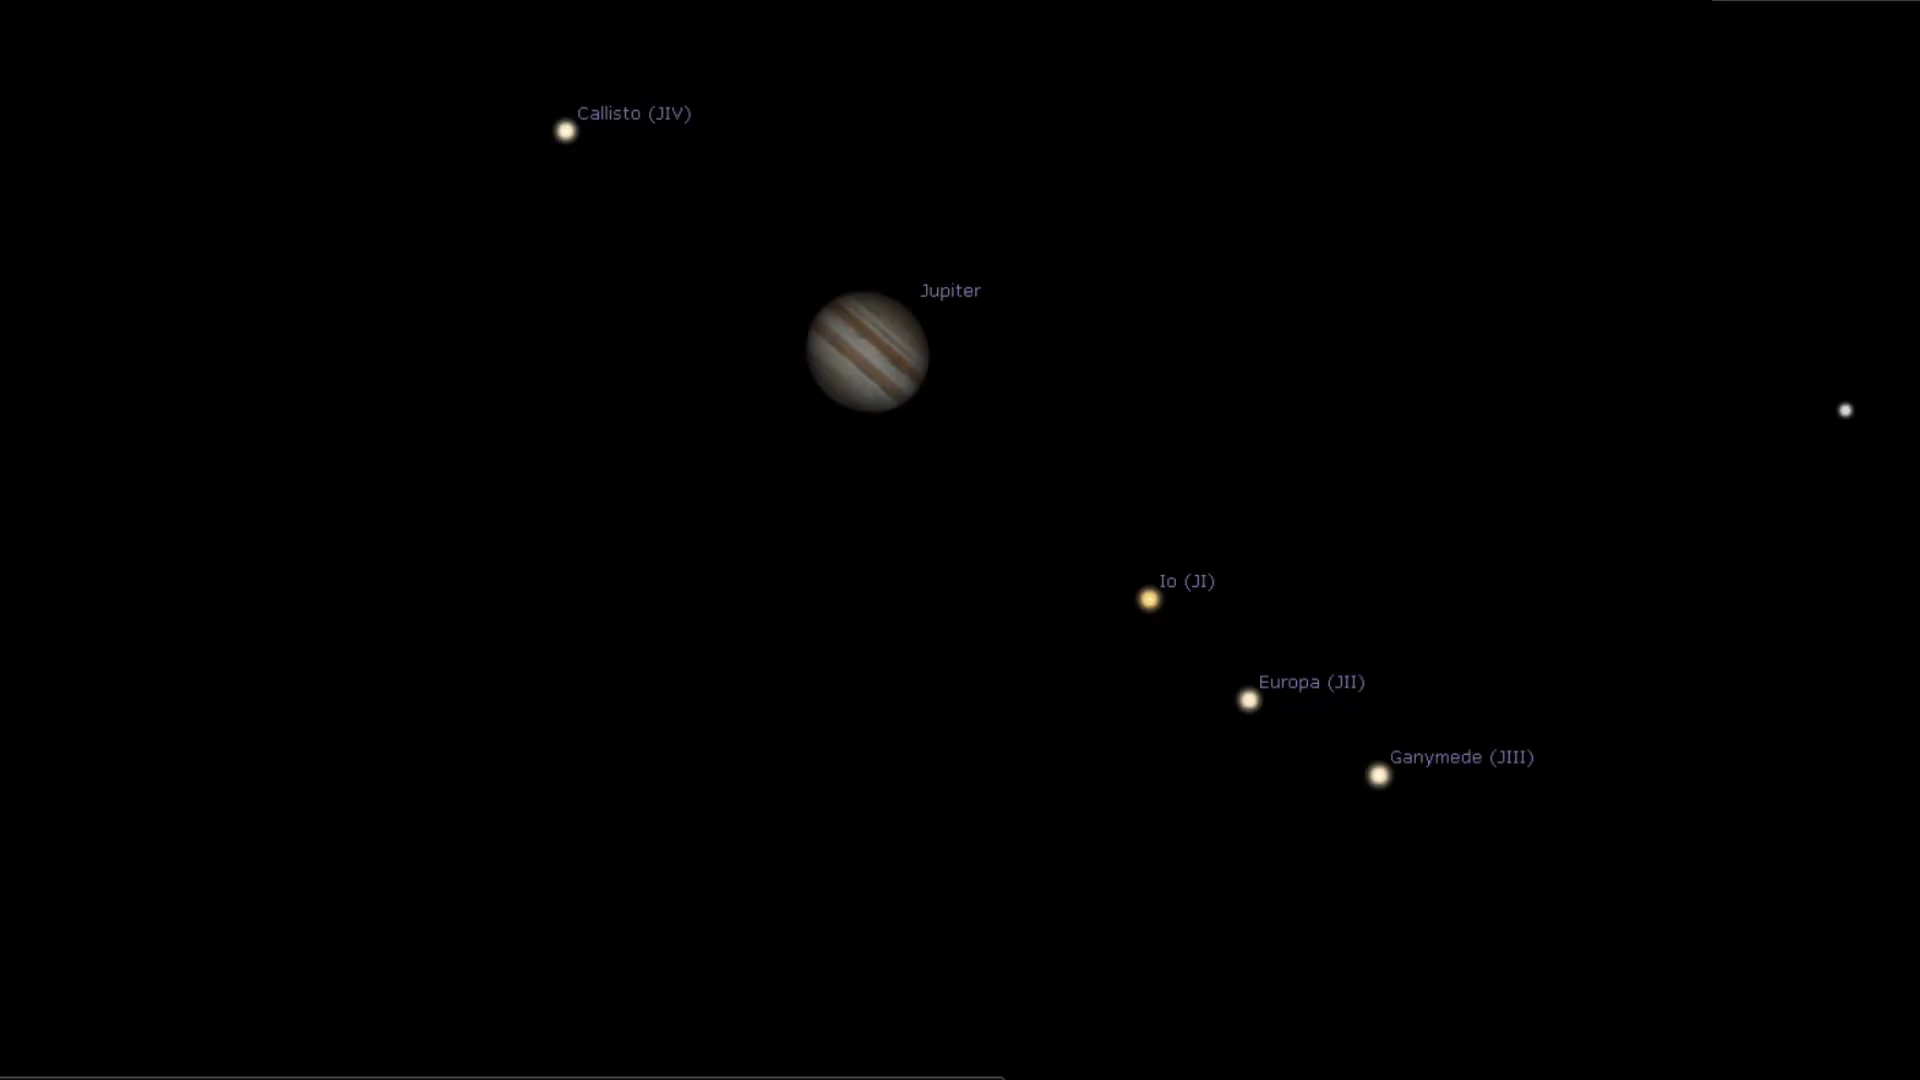 Callisto (JIV)
Jupiter
Io (JI)
Europa (JII)
Ganymede (JIII)